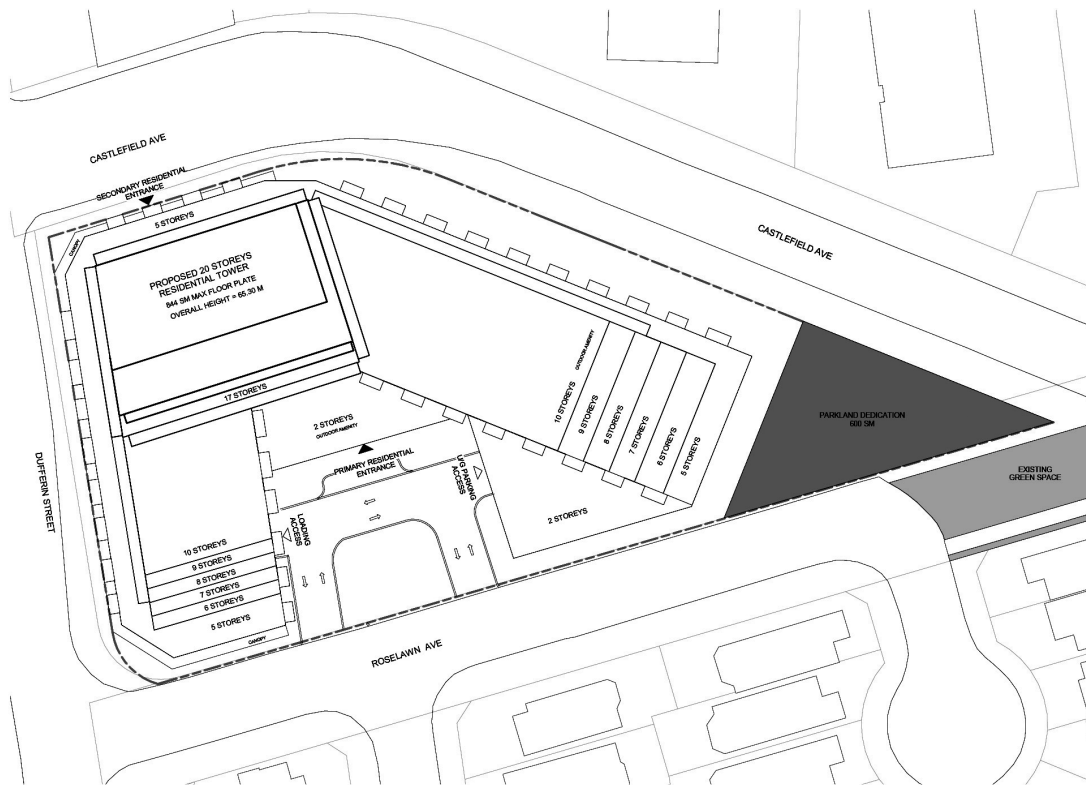 CASTLEFIELD AVE
SECONDARY RESIDENTIAL
ENTRANCE
5 STOREYS
CANOPY
CASTLEFIELD AVE
PROPOSED 20 STOREYS
RESIDENTIAL TOWER
844 SM MAX FLOOR PLATE
OVERALL HEIGHT = 65.30 M
17 STOREYS
2 STOREYS
OUTDOOR AMENITY
PRIMARY RESIDENTIAL
ENTRANCE
U/G PARKING
ACCESS
LOADING
ACCESS
OUTDOOR AMENITY
10 STOREYS
9 STOREYS
8 STOREYS
7 STOREYS
6 STOREYS
5 STOREYS
2 STOREYS
PARKLAND DEDICATION
600 SM
EXISTING
GREEN SPACE
DUFFERIN STREET
10 STOREYS
9 STOREYS
8 STOREYS
7 STOREYS
6 STOREYS
5 STOREYS
CANOPY
ROSELAWN AVE